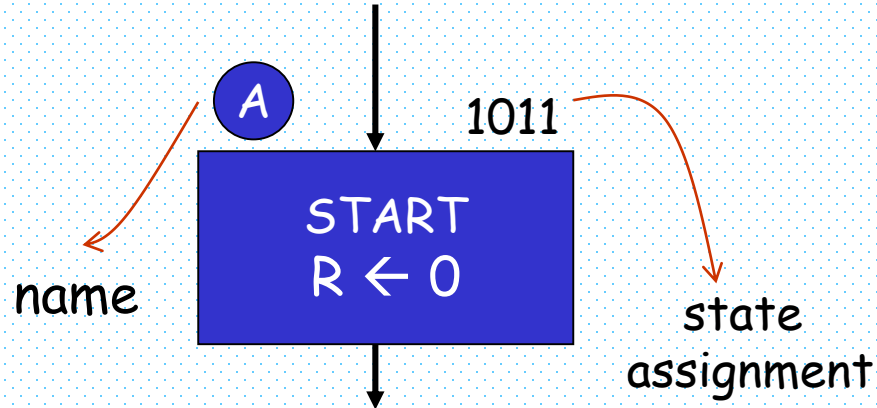 A
1011
START
R ← 0
name
state
assignment